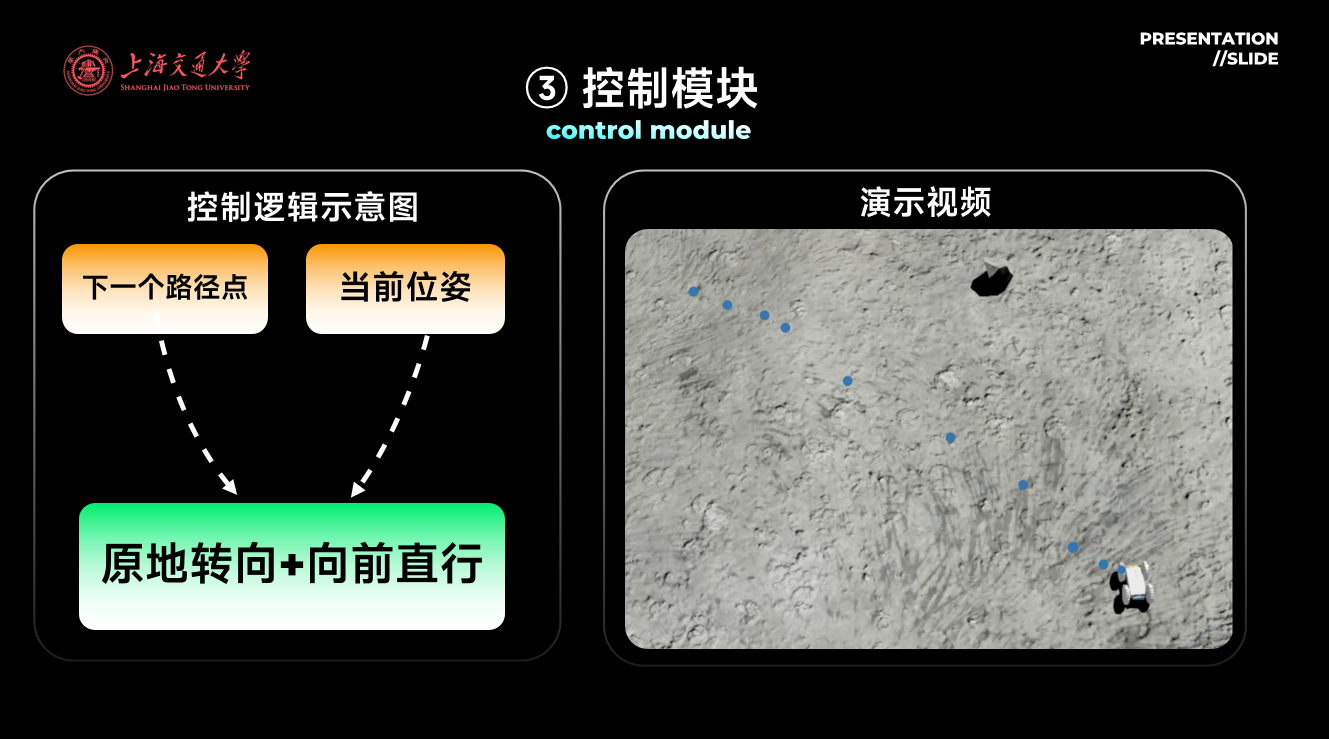 上海交通大学
SHANGHAI JIAO TONG UNIVERSITY
PRESENTATION
//SLIDE
③ 控制模块
control module
控制逻辑示意图
下一个路径点
当前位姿
原地转向+向前直行
演示视频